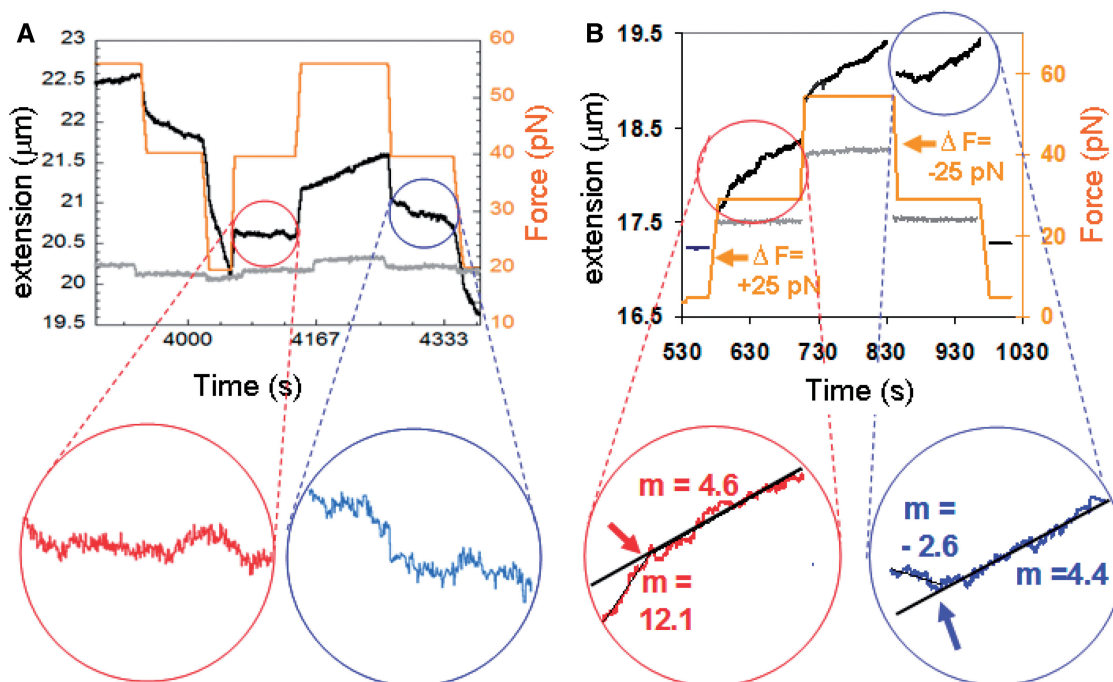 A
23
22.5
22
21.5
21
20.5
20
19.5
extension (μm)
60
50
40
30
20
10
Force (pN)
4000
4167
4333
Time (s)
B
19.5
18.5
17.5
16.5
extension (μm)
60
40
20
0
Force (pN)
Δ F=
-25 pN
Δ F=
+25 pN
530
630
730
830
930
1030
Time (s)
m = 4.6
m =
12.1
m =
- 2.6
m =4.4